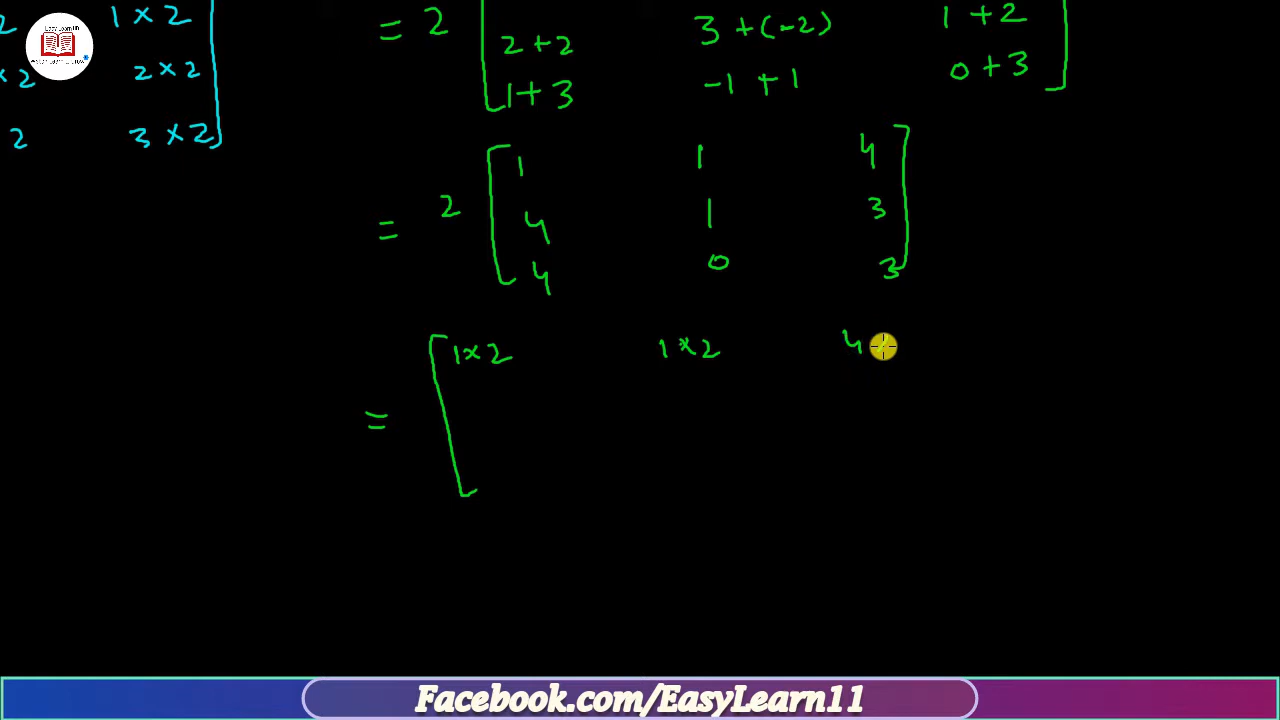 1 × 2
2 × 2
2 3 × 2
= 2
3 + (-2) 1 + 2
2 + 2
1 + 3 -1 + 1 0 + 3
1 1 4
= 2 4 1 3
4 0 3
= 1 × 2 1 × 2 4
Facebook.com/EasyLearn11